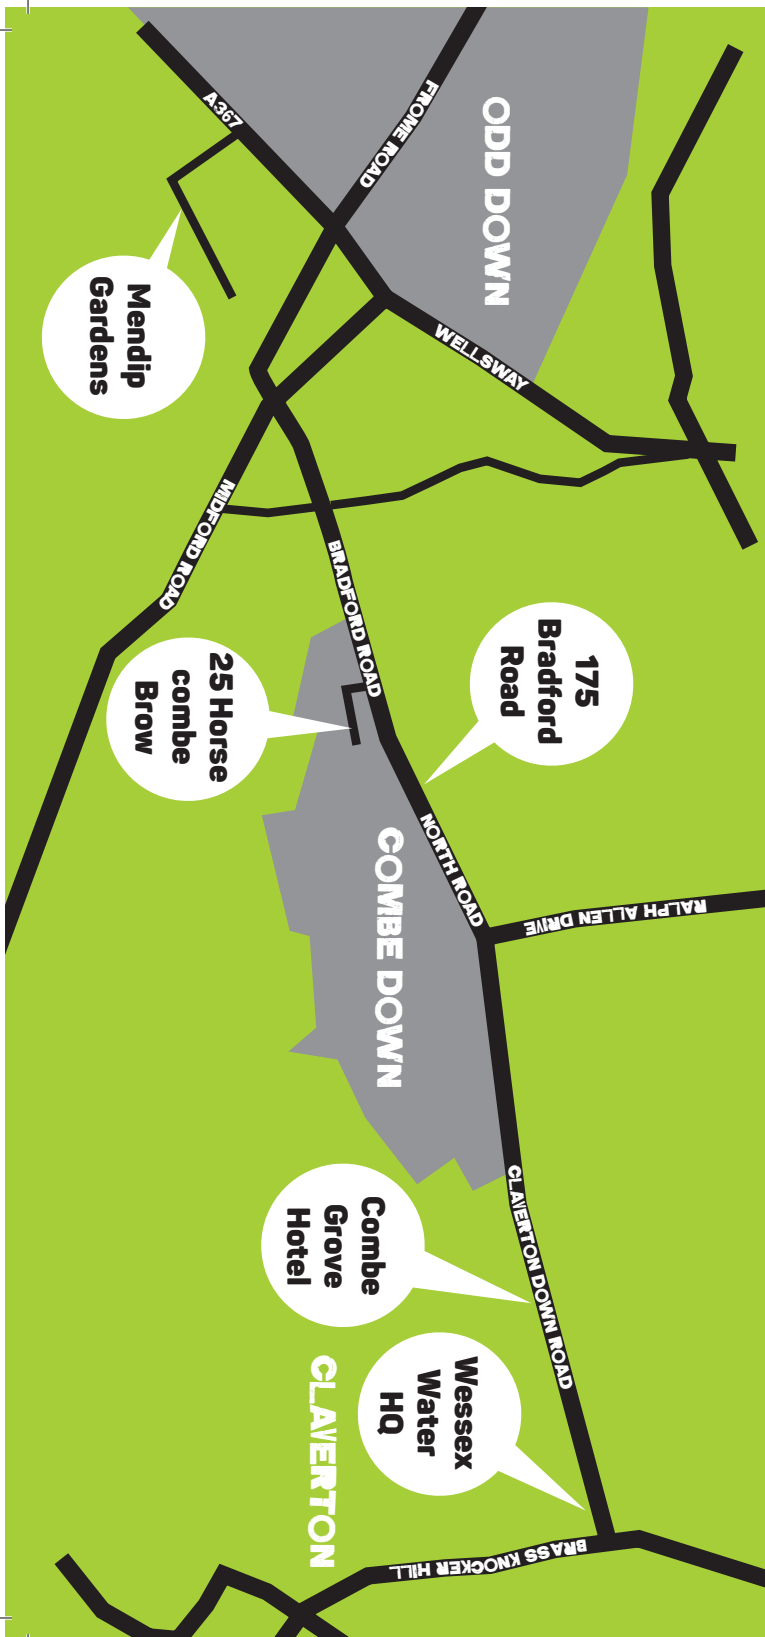 ODD DOWN
FROME ROAD
A367
WELLSWAY
Mendip
Gardens
MIDFORD ROAD
BRADFORD ROAD
175
Bradford
Road
25 Horse
combe
Brow
NORTH ROAD
COMBE DOWN
RALPH ALLEN DRIVE
CLAVERTON DOWN ROAD
Combe
Grove
Hotel
Wessex
Water
HQ
CLAVERTON
BRASS KNOCKER HILL